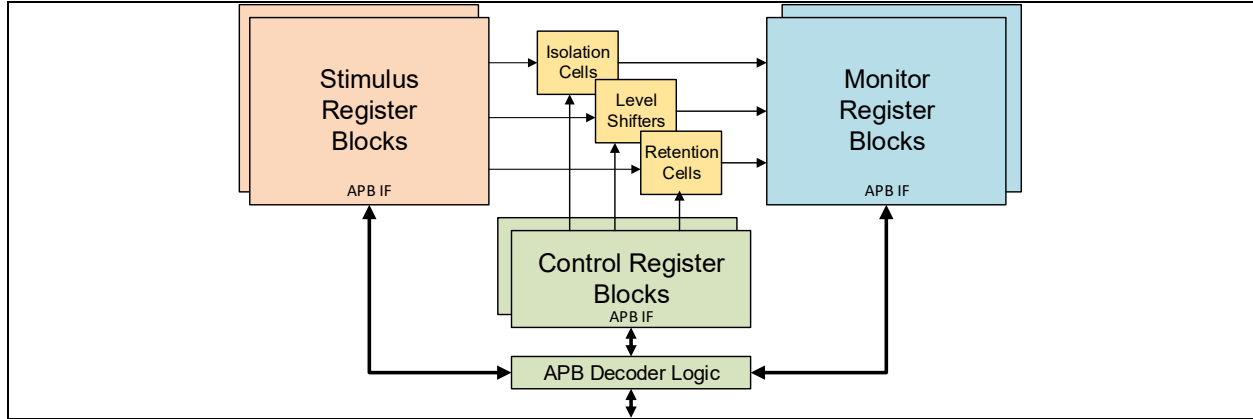 Stimulus
Register
Blocks
APB IF
Isolation
Cells
Level
Shifters
Retention
Cells
Monitor
Register
Blocks
APB IF
Control Register
Blocks
APB IF
APB Decoder Logic